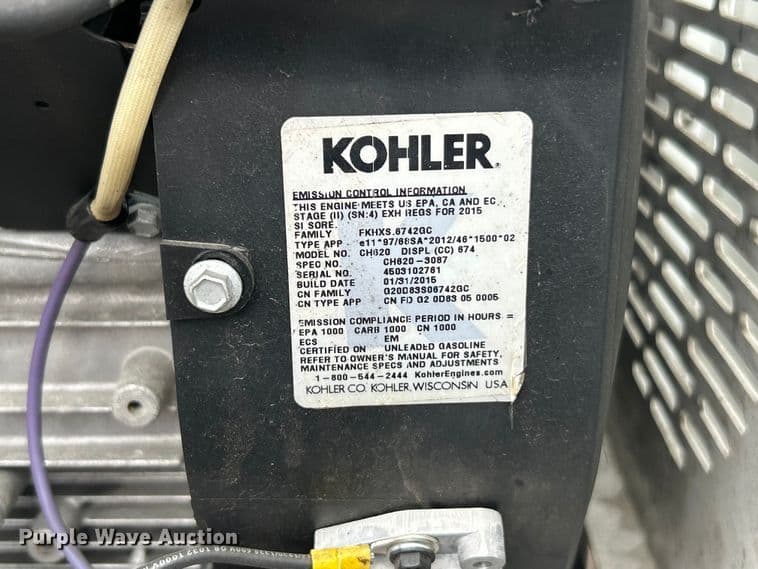 KOHLER.
EMISSION CONTROL INFORMATION
THIS ENGINE MEETS US EPA, CA AND EC
STAGE (II) (SN:4) EXH REGS FOR 2015
SI SORE.
FAMILY FKHXS.6742GC
TYPE APP e11*97/68SA*2012/46*1500*02
MODEL NO. CH620 DISPL (CC) 674
SPEC NO. CH620-3087
SERIAL NO. 4503102761
BUILD DATE 01/31/2015
CN FAMILY G20D83S06742GC
CN TYPE APP CN FD G2 0D83 05 0005
EMISSION COMPLIANCE PERIOD IN HOURS =
EPA 1000 CARB 1000 CN 1000
ECS EM
CERTIFIED ON UNLEADED GASOLINE
REFER TO OWNER'S MANUAL FOR SAFETY,
MAINTENANCE SPECS AND ADJUSTMENTS
1-800-544-2444 KohlerEngines.com
KOHLER CO. KOHLER, WISCONSIN USA
Purple Wave Auction